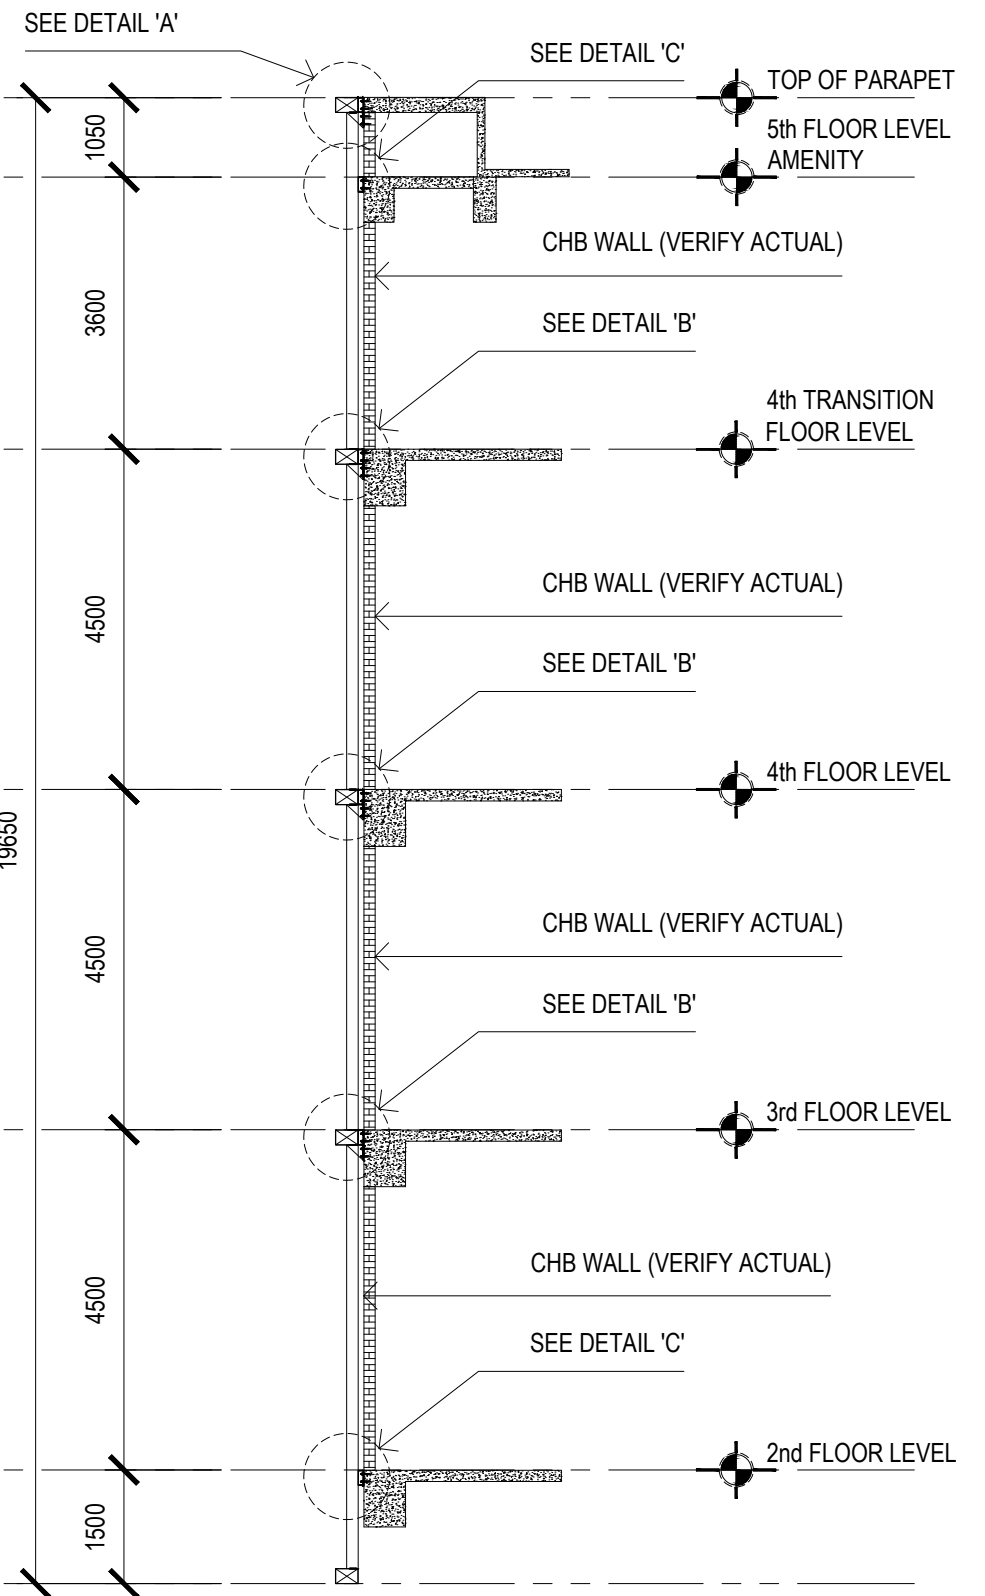 SEE DETAIL 'A'
SEE DETAIL 'C'
TOP OF PARAPET
1050
5th FLOOR LEVEL
AMENITY
CHB WALL (VERIFY ACTUAL)
3600
SEE DETAIL 'B'
4th TRANSITION
FLOOR LEVEL
CHB WALL (VERIFY ACTUAL)
4500
SEE DETAIL 'B'
4th FLOOR LEVEL
19650
CHB WALL (VERIFY ACTUAL)
4500
SEE DETAIL 'B'
3rd FLOOR LEVEL
CHB WALL (VERIFY ACTUAL)
4500
SEE DETAIL 'C'
2nd FLOOR LEVEL
1500